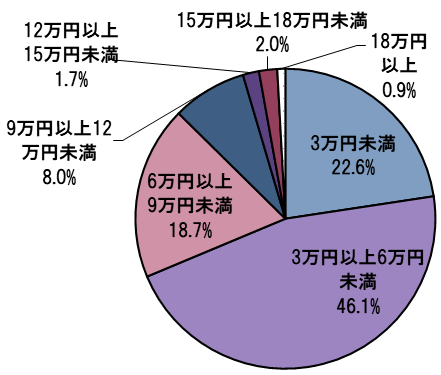 12万円以上
15万円未満
1.7%
15万円以上18万円未満
2.0%
18万円
以上
0.9%
3万円未満
22.6%
9万円以上12
万円未満
8.0%
6万円以上
9万円未満
18.7%
3万円以上6万円
未満
46.1%